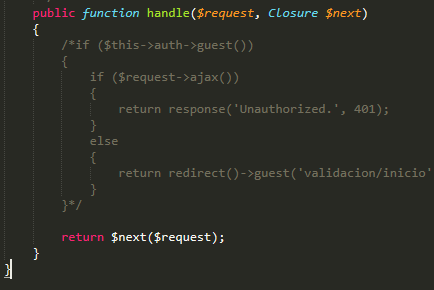 public function handle($request, Closure $next)
{
/*if ($this->auth->guest())
{
if ($request->ajax())
{
return response('Unauthorized.', 401);
}
else
{
return redirect()->guest('validacion/inicio'
}
}*/
return $next($request);
}
}